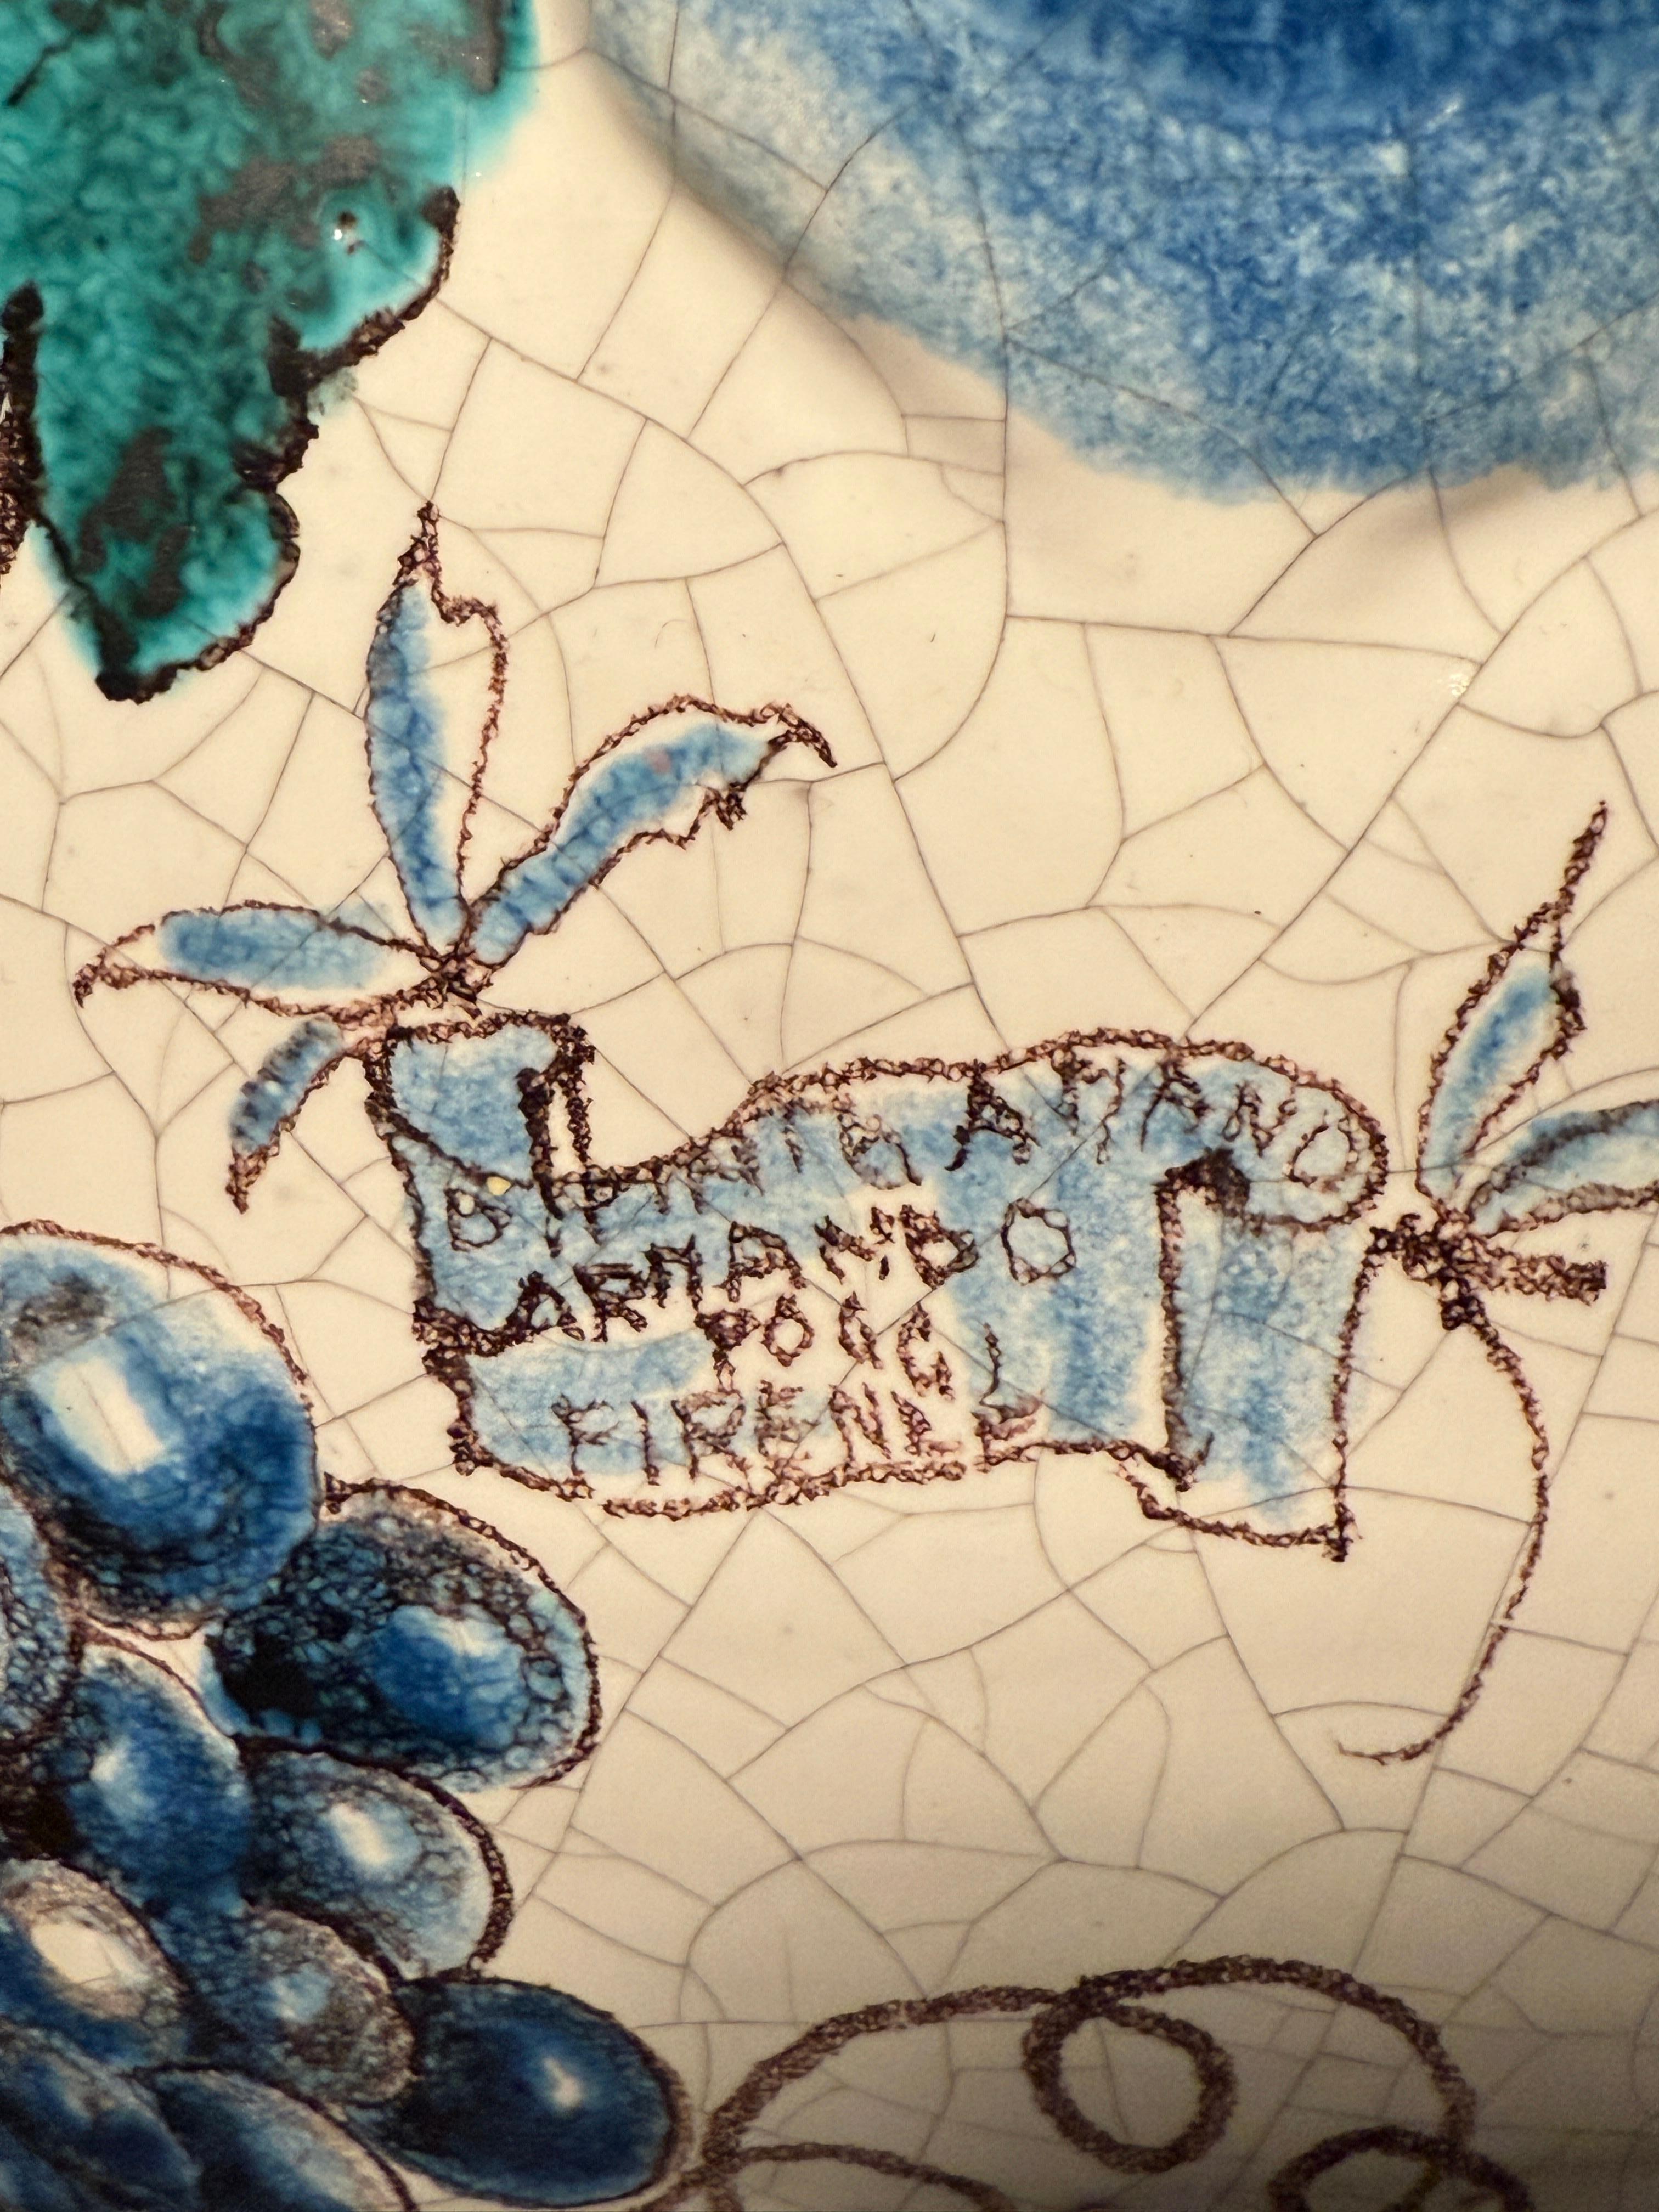 DIPINTO A MANO
ARMANDO
POGGI
FIRENZE